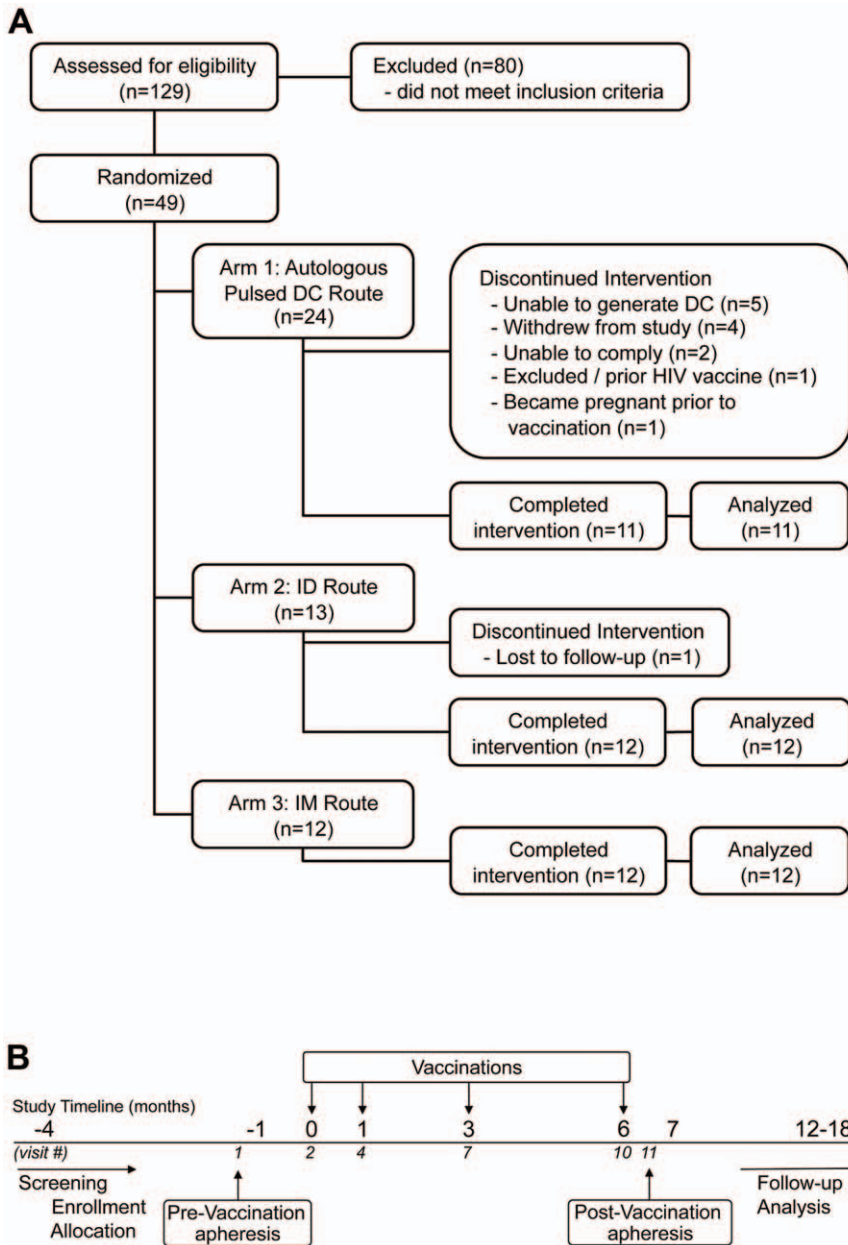 A
Assessed for eligibility
(n=129)
Excluded (n=80)
- did not meet inclusion criteria
Randomized
(n=49)
Arm 1: Autologous
Pulsed DC Route
(n=24)
Discontinued Intervention
- Unable to generate DC (n=5)
- Withdrew from study (n=4)
- Unable to comply (n=2)
- Excluded / prior HIV vaccine (n=1)
- Became pregnant prior to
vaccination (n=1)
Completed
intervention (n=11)
Analyzed
(n=11)
Arm 2: ID Route
(n=13)
Discontinued Intervention
- Lost to follow-up (n=1)
Completed
intervention (n=12)
Analyzed
(n=12)
Arm 3: IM Route
(n=12)
Completed
intervention (n=12)
Analyzed
(n=12)
B
Vaccinations
Study Timeline (months)
-4 -1 0 1 3 6 7 12-18
(visit #) 1 2 4 7 10 11
Screening
Enrollment
Allocation
Pre-Vaccination
apheresis
Post-Vaccination
apheresis
Follow-up
Analysis